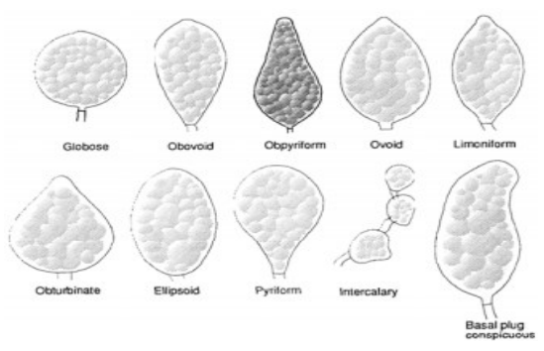 Globose
Obovoid
Obpyriform
Ovoid
Limoniform
Obturbinate
Ellipsoid
Pyriform
Intercalary
Basal plug
conspicuous